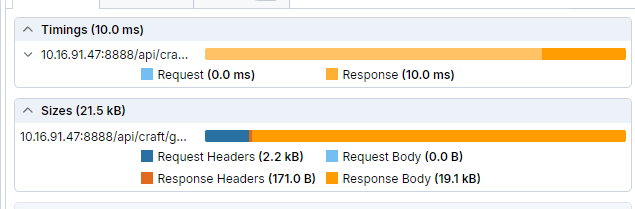 Timings (10.0 ms)
10.16.91.47:8888/api/cra...
Request (0.0 ms) Response (10.0 ms)
Sizes (21.5 kB)
10.16.91.47:8888/api/craft/g...
Request Headers (2.2 kB) Request Body (0.0 B)
Response Headers (171.0 B) Response Body (19.1 kB)